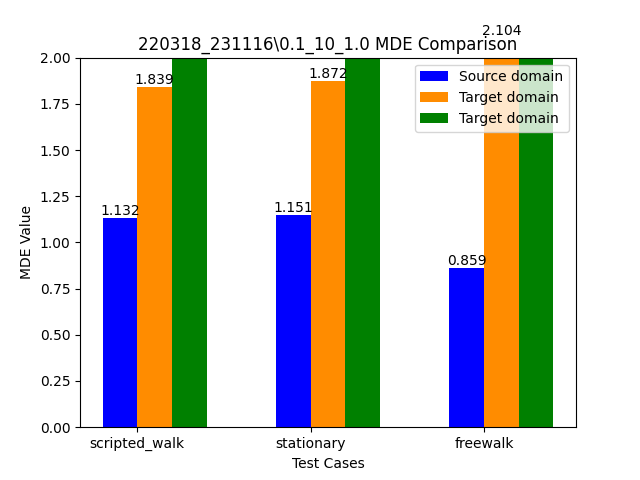 2.104
220318_231116\0.1_10_1.0 MDE Comparison
2.00
1.75
1.50
1.25
1.00
0.75
0.50
0.25
0.00
MDE Value
Source domain
Target domain
Target domain
1.839
1.872
1.132
1.151
0.859
scripted_walk
stationary
freewalk
Test Cases